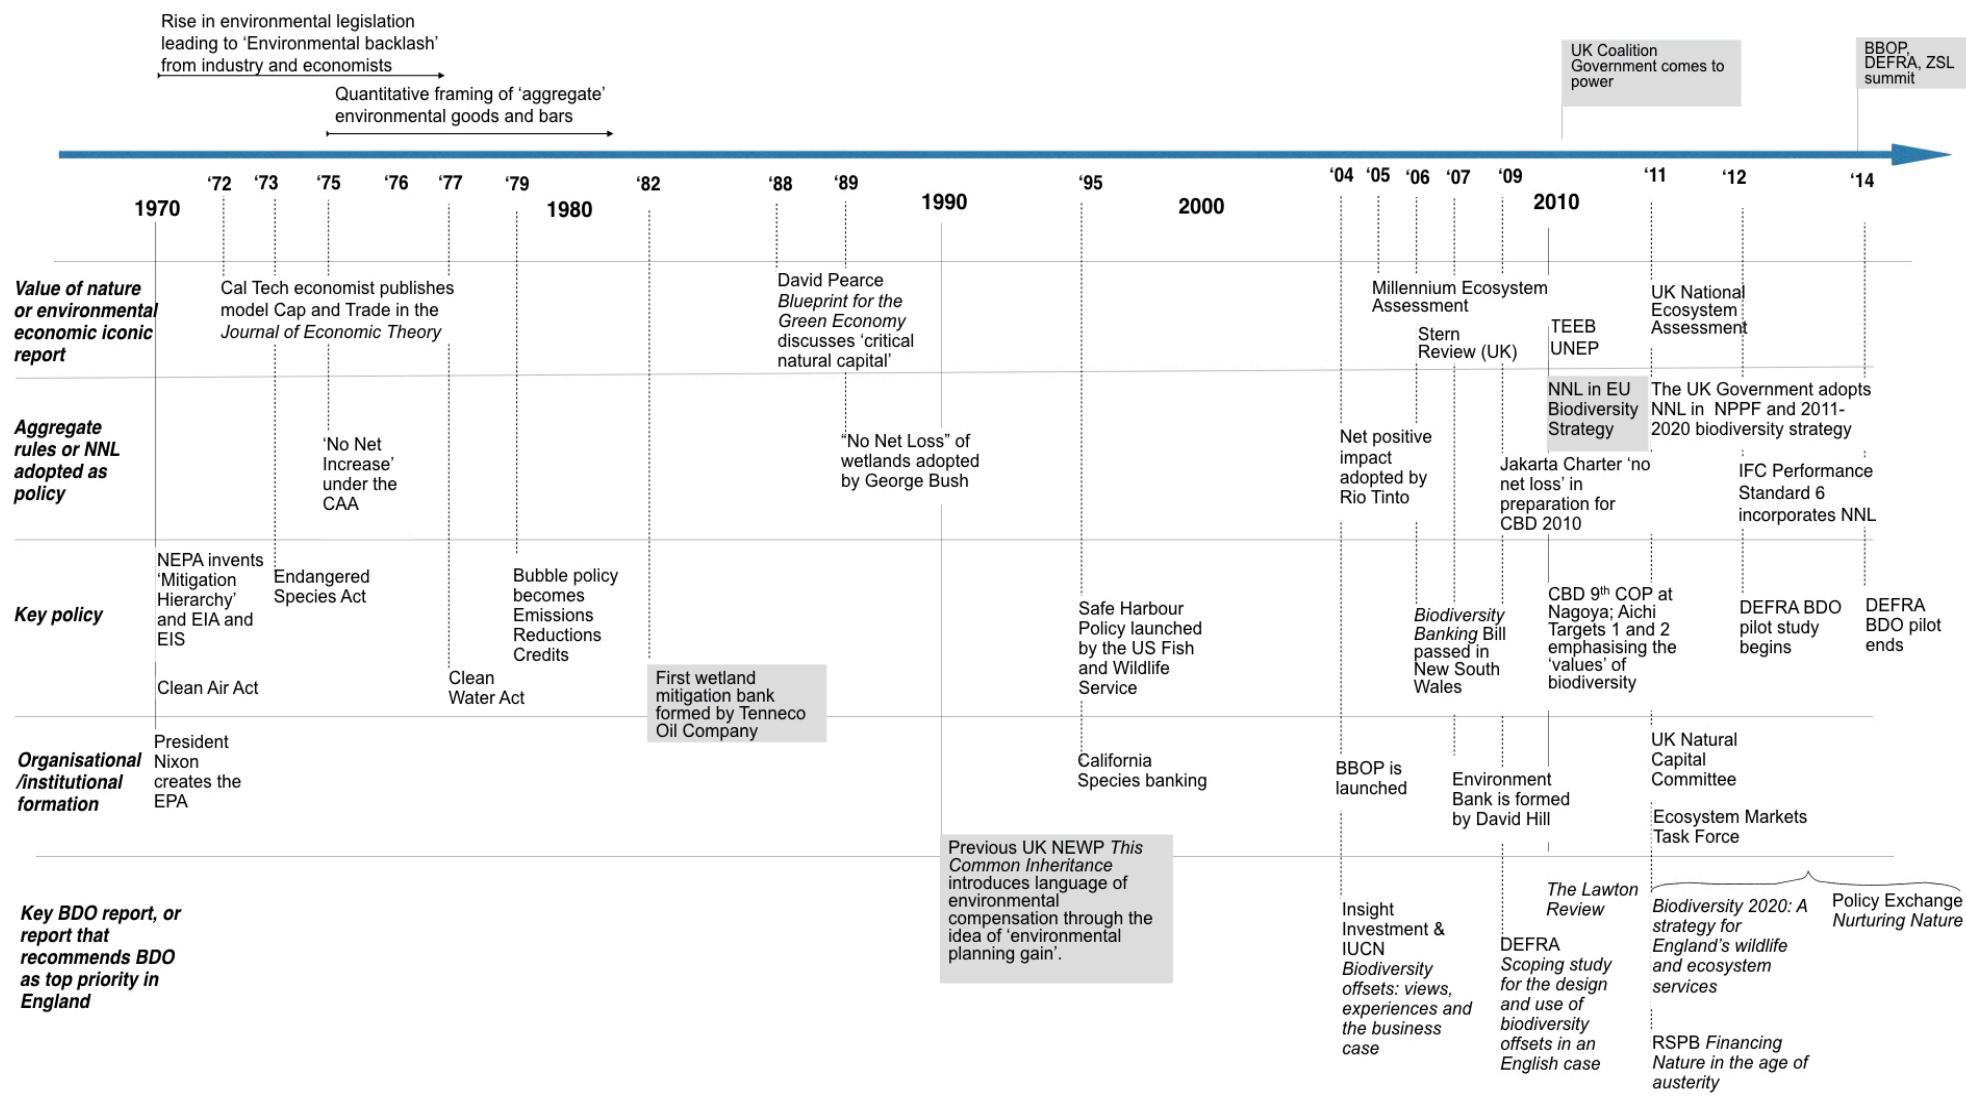 Rise in environmental legislation
leading to ‘Environmental backlash’
from industry and economists
Quantitative framing of ‘aggregate’
environmental goods and bars
UK Coalition
Government comes to
power
BBOP,
DEFRA, ZSL
summit
‘72
‘73
‘75
‘76
‘77
‘79
‘82
‘88
‘89
‘95
‘04
‘05
‘06
‘07
‘09
‘11
‘12
‘14
1970
1980
1990
2000
2010
Value of nature
or environmental
economic iconic
report
Cal Tech economist publishes
model Cap and Trade in the
Journal of Economic Theory
David Pearce
Blueprint for the
Green Economy
discusses ‘critical
natural capital’
Millennium Ecosystem
Assessment
Stern
Review (UK)
TEEB
UNEP
UK National
Ecosystem
Assessment
Aggregate
rules or NNL
adopted as
policy
‘No Net
Increase’
under the
CAA
“No Net Loss” of
wetlands adopted
by George Bush
Net positive
impact
adopted by
Rio Tinto
Jakarta Charter ‘no
net loss’ in
preparation for
CBD 2010
NNL in EU
Biodiversity
Strategy
The UK Government adopts
NNL in NPPF and 2011-
2020 biodiversity strategy
IFC Performance
Standard 6
incorporates NNL
Key policy
NEPA invents
‘Mitigation
Hierarchy’
and EIA and
EIS
Clean Air Act
Endangered
Species Act
Clean
Water Act
Bubble policy
becomes
Emissions
Reductions
Credits
First wetland
mitigation bank
formed by Tenneco
Oil Company
Safe Harbour
Policy launched
by the US Fish
and Wildlife
Service
Biodiversity
Banking Bill
passed in
New South
Wales
CBD 9th COP at
Nagoya; Aichi
Targets 1 and 2
emphasising the
‘values’ of
biodiversity
DEFRA BDO
pilot study
begins
DEFRA
BDO pilot
ends
Organisational
/institutional
formation
President
Nixon
creates the
EPA
California
Species banking
BBOP is
launched
Environment
Bank is formed
by David Hill
UK Natural
Capital
Committee
Ecosystem Markets
Task Force
Key BDO report, or
report that
recommends BDO
as top priority in
England
Previous UK NEWP This
Common Inheritance
introduces language of
environmental
compensation through the
idea of ‘environmental
planning gain’.
Insight
Investment &
IUCN
Biodiversity
offsets: views,
experiences and
the business
case
DEFRA
Scoping study
for the design
and use of
biodiversity
offsets in an
English case
The Lawton
Review
Biodiversity 2020: A
strategy for
England’s wildlife
and ecosystem
services
RSPB Financing
Nature in the age of
austerity
Policy Exchange
Nurturing Nature